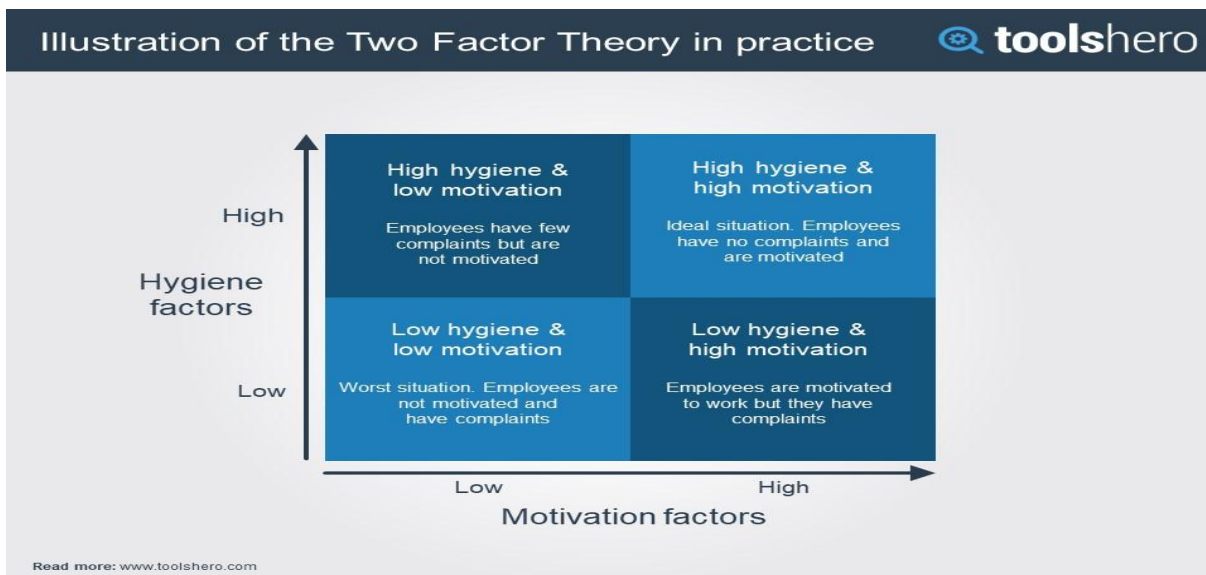 Illustration of the Two Factor Theory in practice
toolshero
High hygiene &
low motivation
Employees have few
complaints but are
not motivated
High hygiene &
high motivation
Ideal situation. Employees
have no complaints and
are motivated
High
Hygiene
factors
Low
Low hygiene &
low motivation
Worst situation. Employees are
not motivated and
have complaints
Low hygiene &
high motivation
Employees are motivated
to work but they have
complaints
Low
High
Motivation factors
Read more: www.toolshero.com